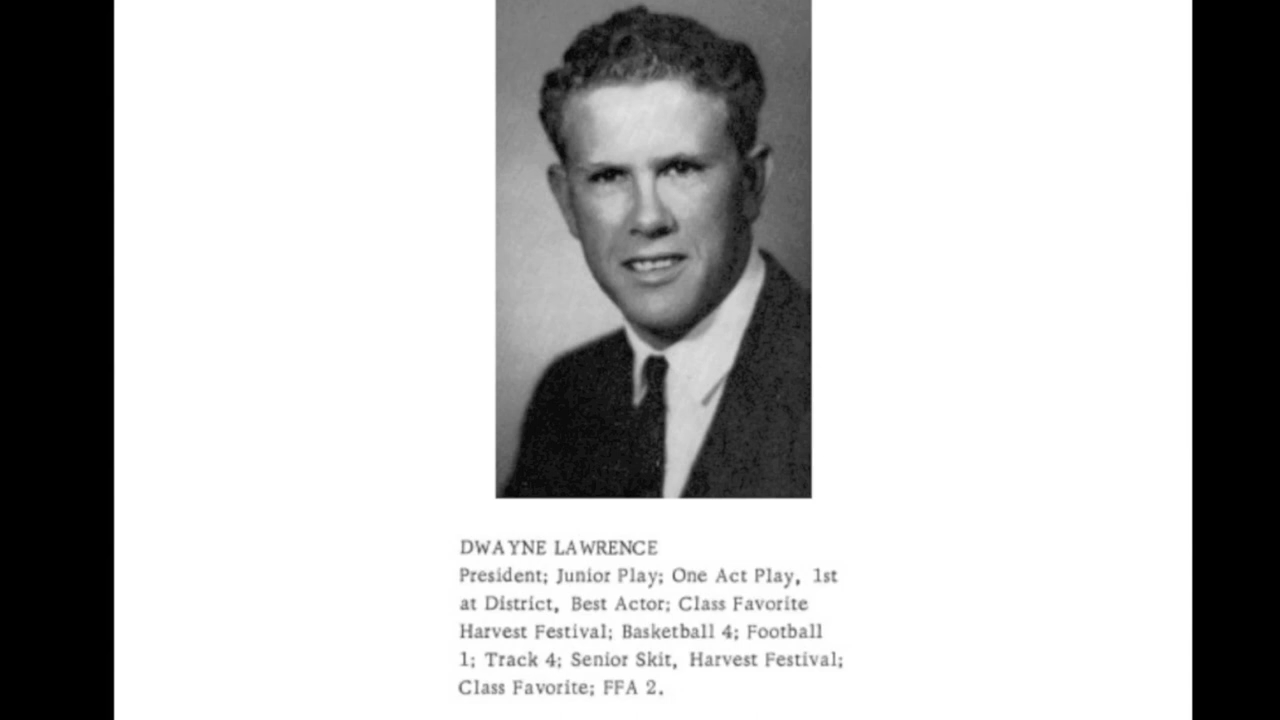 DWAYNE LAWRENCE
President; Junior Play; One Act Play, 1st
at District, Best Actor; Class Favorite
Harvest Festival; Basketball 4; Football
1; Track 4; Senior Skit, Harvest Festival;
Class Favorite; FFA 2.